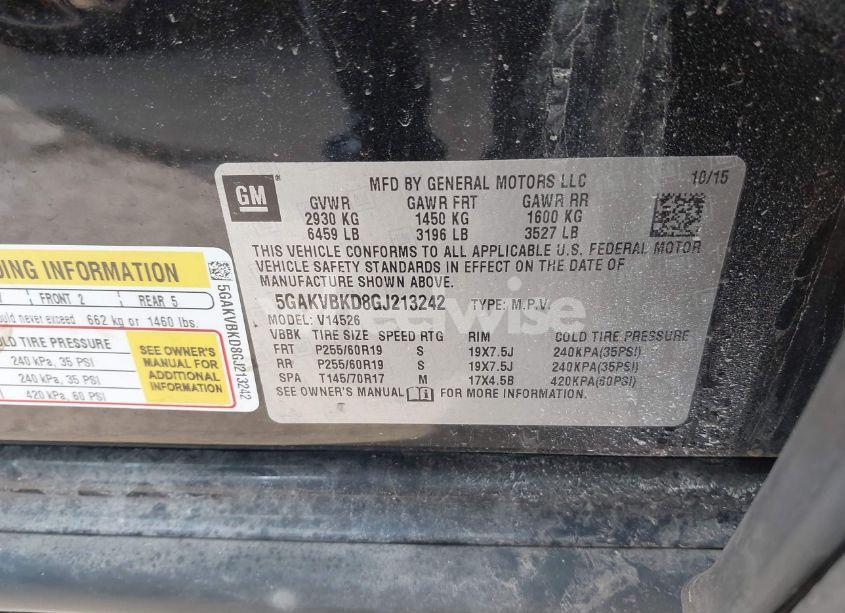 GM
MFD BY GENERAL MOTORS LLC 10/15
GVWR GAWR FRT GAWR RR
2930 KG 1450 KG 1600 KG
6459 LB 3196 LB 3527 LB
THIS VEHICLE CONFORMS TO ALL APPLICABLE U.S. FEDERAL MOTOR
VEHICLE SAFETY STANDARDS IN EFFECT ON THE DATE OF
MANUFACTURE SHOWN ABOVE.
5GAKVBKD8GJ213242 TYPE: M.P.V.
MODEL: V14526
VBBK TIRE SIZE SPEED RTG RIM COLD TIRE PRESSURE
FRT P255/60R19 S 19X7.5J 240KPA(35PSI)
RR P255/60R19 S 19X7.5J 240KPA(35PSI)
SPA T145/70R17 M 17X4.5B 420KPA(60PSI)
SEE OWNER'S MANUAL FOR MORE INFORMATION.
DING INFORMATION
FRONT 2 REAR 5
ould never exceed 662 kg or 1460 lbs.
OLD TIRE PRESSURE
240 kPa, 35 PSI
240 kPa, 35 PSI
420 kPa, 60 PSI
SEE OWNER'S
MANUAL FOR
ADDITIONAL
INFORMATION
5GAKVBKD8GJ213242